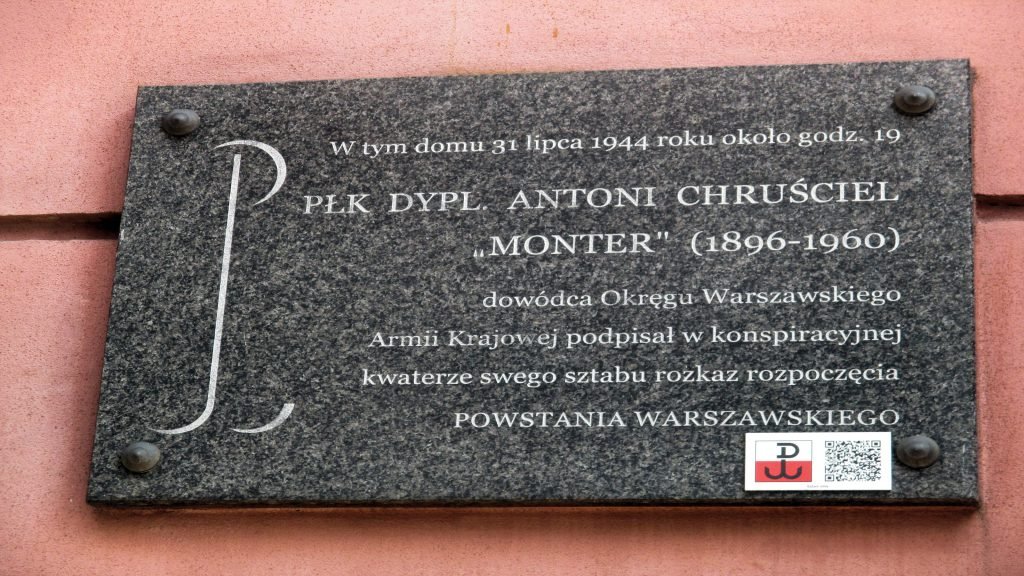 W tym domu 31 lipca 1944 roku około godz. 19
PŁK DYPL. ANTONI CHRUŚCIEL
„MONTER" (1896-1960)
dowódca Okręgu Warszawskiego
Armii Krajowej podpisał w konspiracyjnej
kwaterze swego sztabu rozkaz rozpoczęcia
POWSTANIA WARSZAWSKIEGO